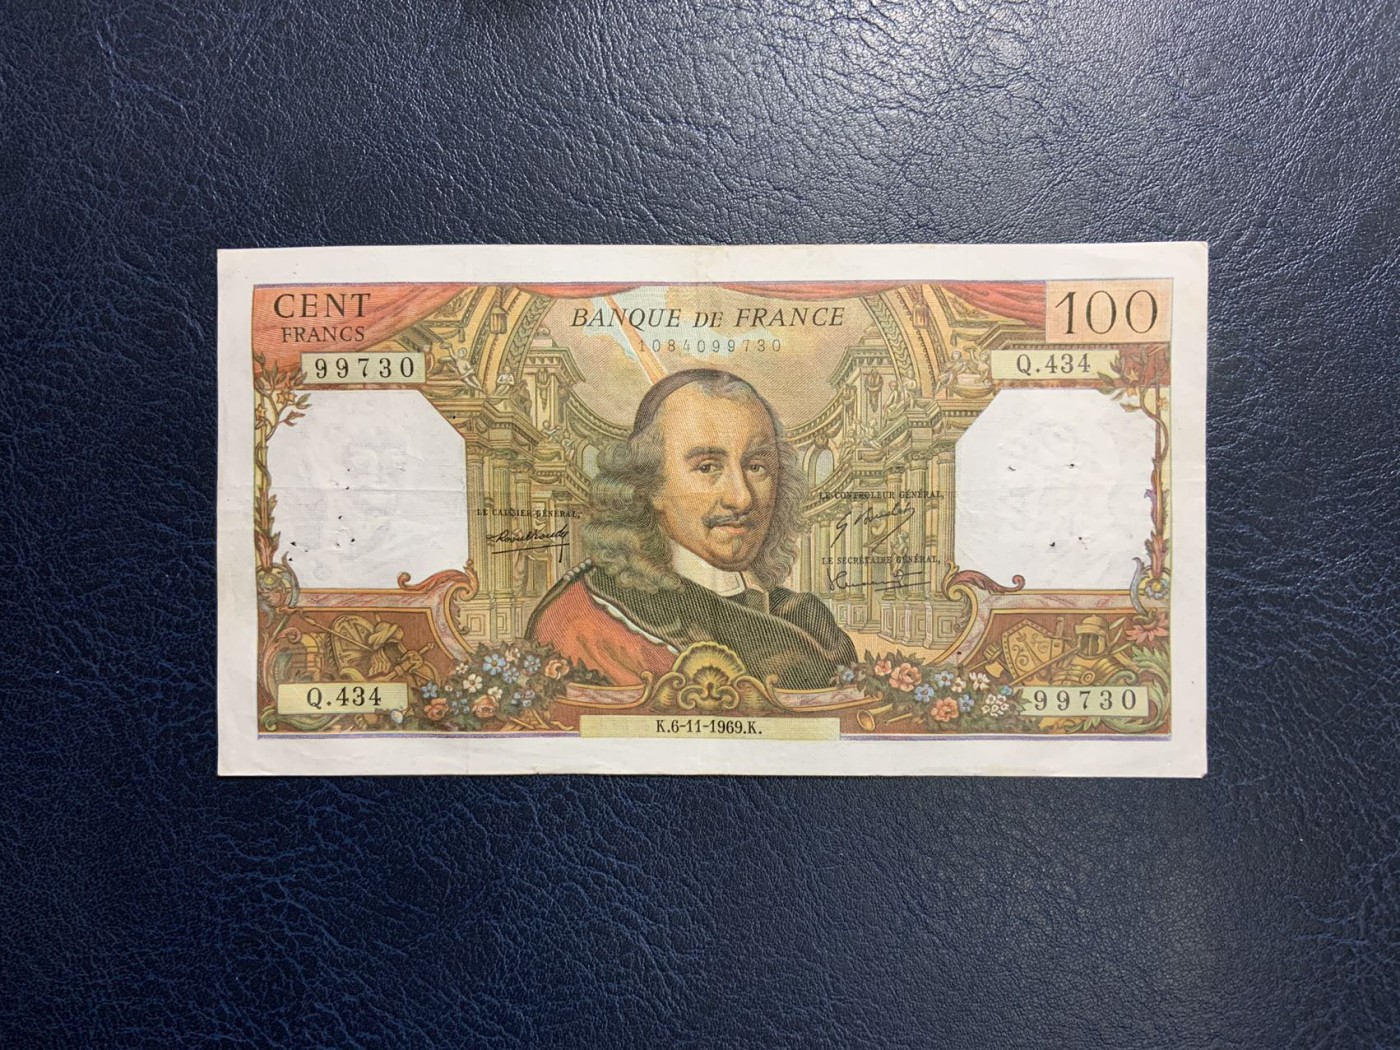 CENT
FRANCS
BANQUE DE FRANCE
100
1084099730
99730
Q.434
LE CAISSIER GÉNÉRAL,
LE CONTROLEUR GÉNÉRAL,
LE SECRÉTAIRE GÉNÉRAL,
Q.434
99730
K.6-11-1969.K.